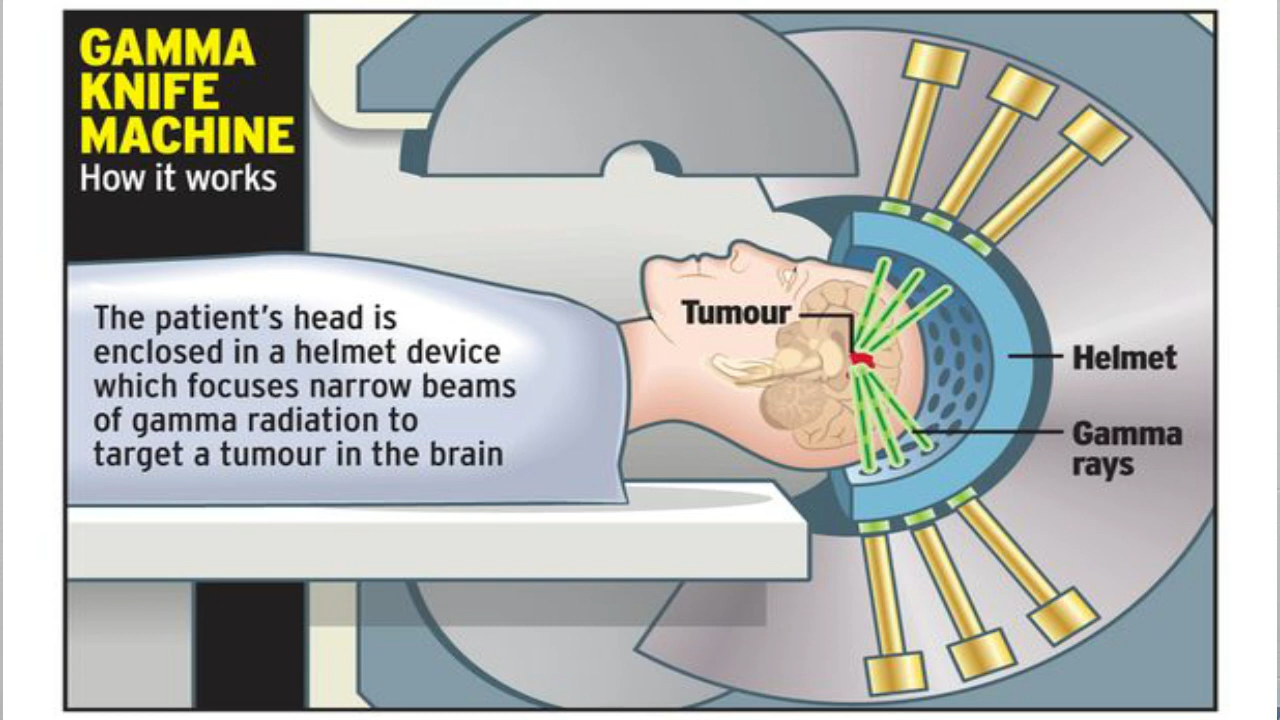 GAMMA
KNIFE
MACHINE
How it works
The patient's head is
enclosed in a helmet device
which focuses narrow beams
of gamma radiation to
target a tumour in the brain
Tumour
Helmet
Gamma
rays